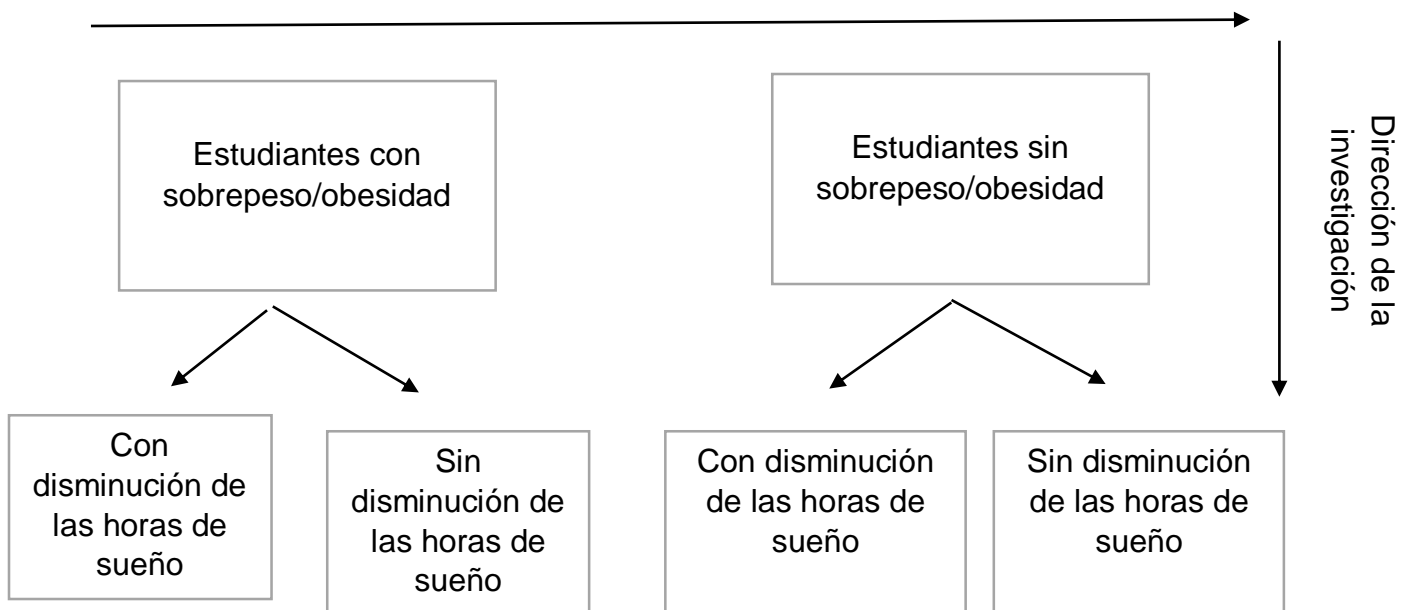 Estudiantes con
sobrepeso/obesidad
Estudiantes sin
sobrepeso/obesidad
Dirección de la
investigación
Con
disminución de
las horas de
sueño
Sin
disminución de
las horas de
sueño
Con disminución
de las horas de
sueño
Sin disminución
de las horas de
sueño